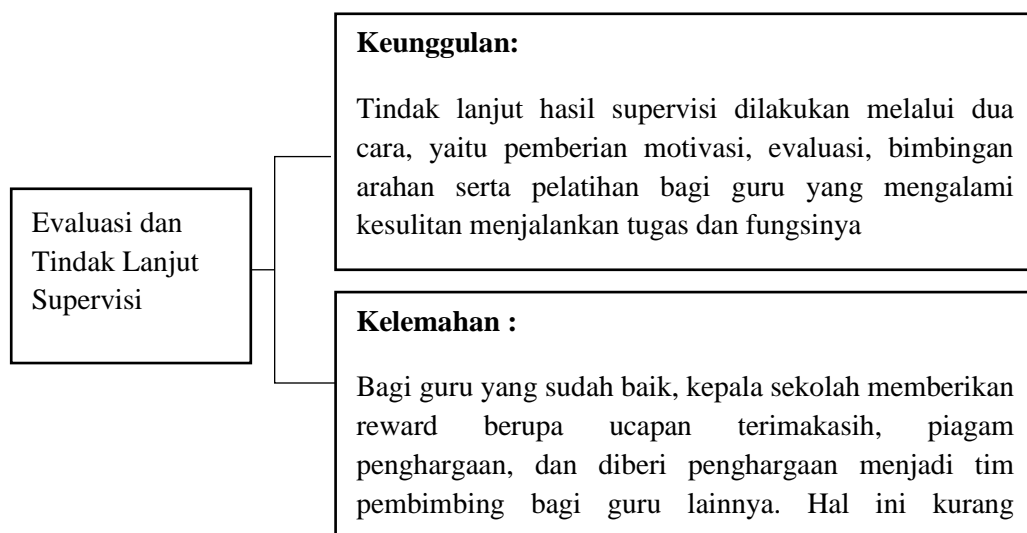 Evaluasi dan
Tindak Lanjut
Supervisi
Keunggulan:
Tindak lanjut hasil supervisi dilakukan melalui dua
cara, yaitu pemberian motivasi, evaluasi, bimbingan
arahan serta pelatihan bagi guru yang mengalami
kesulitan menjalankan tugas dan fungsinya
Kelemahan :
Bagi guru yang sudah baik, kepala sekolah memberikan
reward berupa ucapan terimakasih, piagam
penghargaan, dan diberi penghargaan menjadi tim
pembimbing bagi guru lainnya. Hal ini kurang